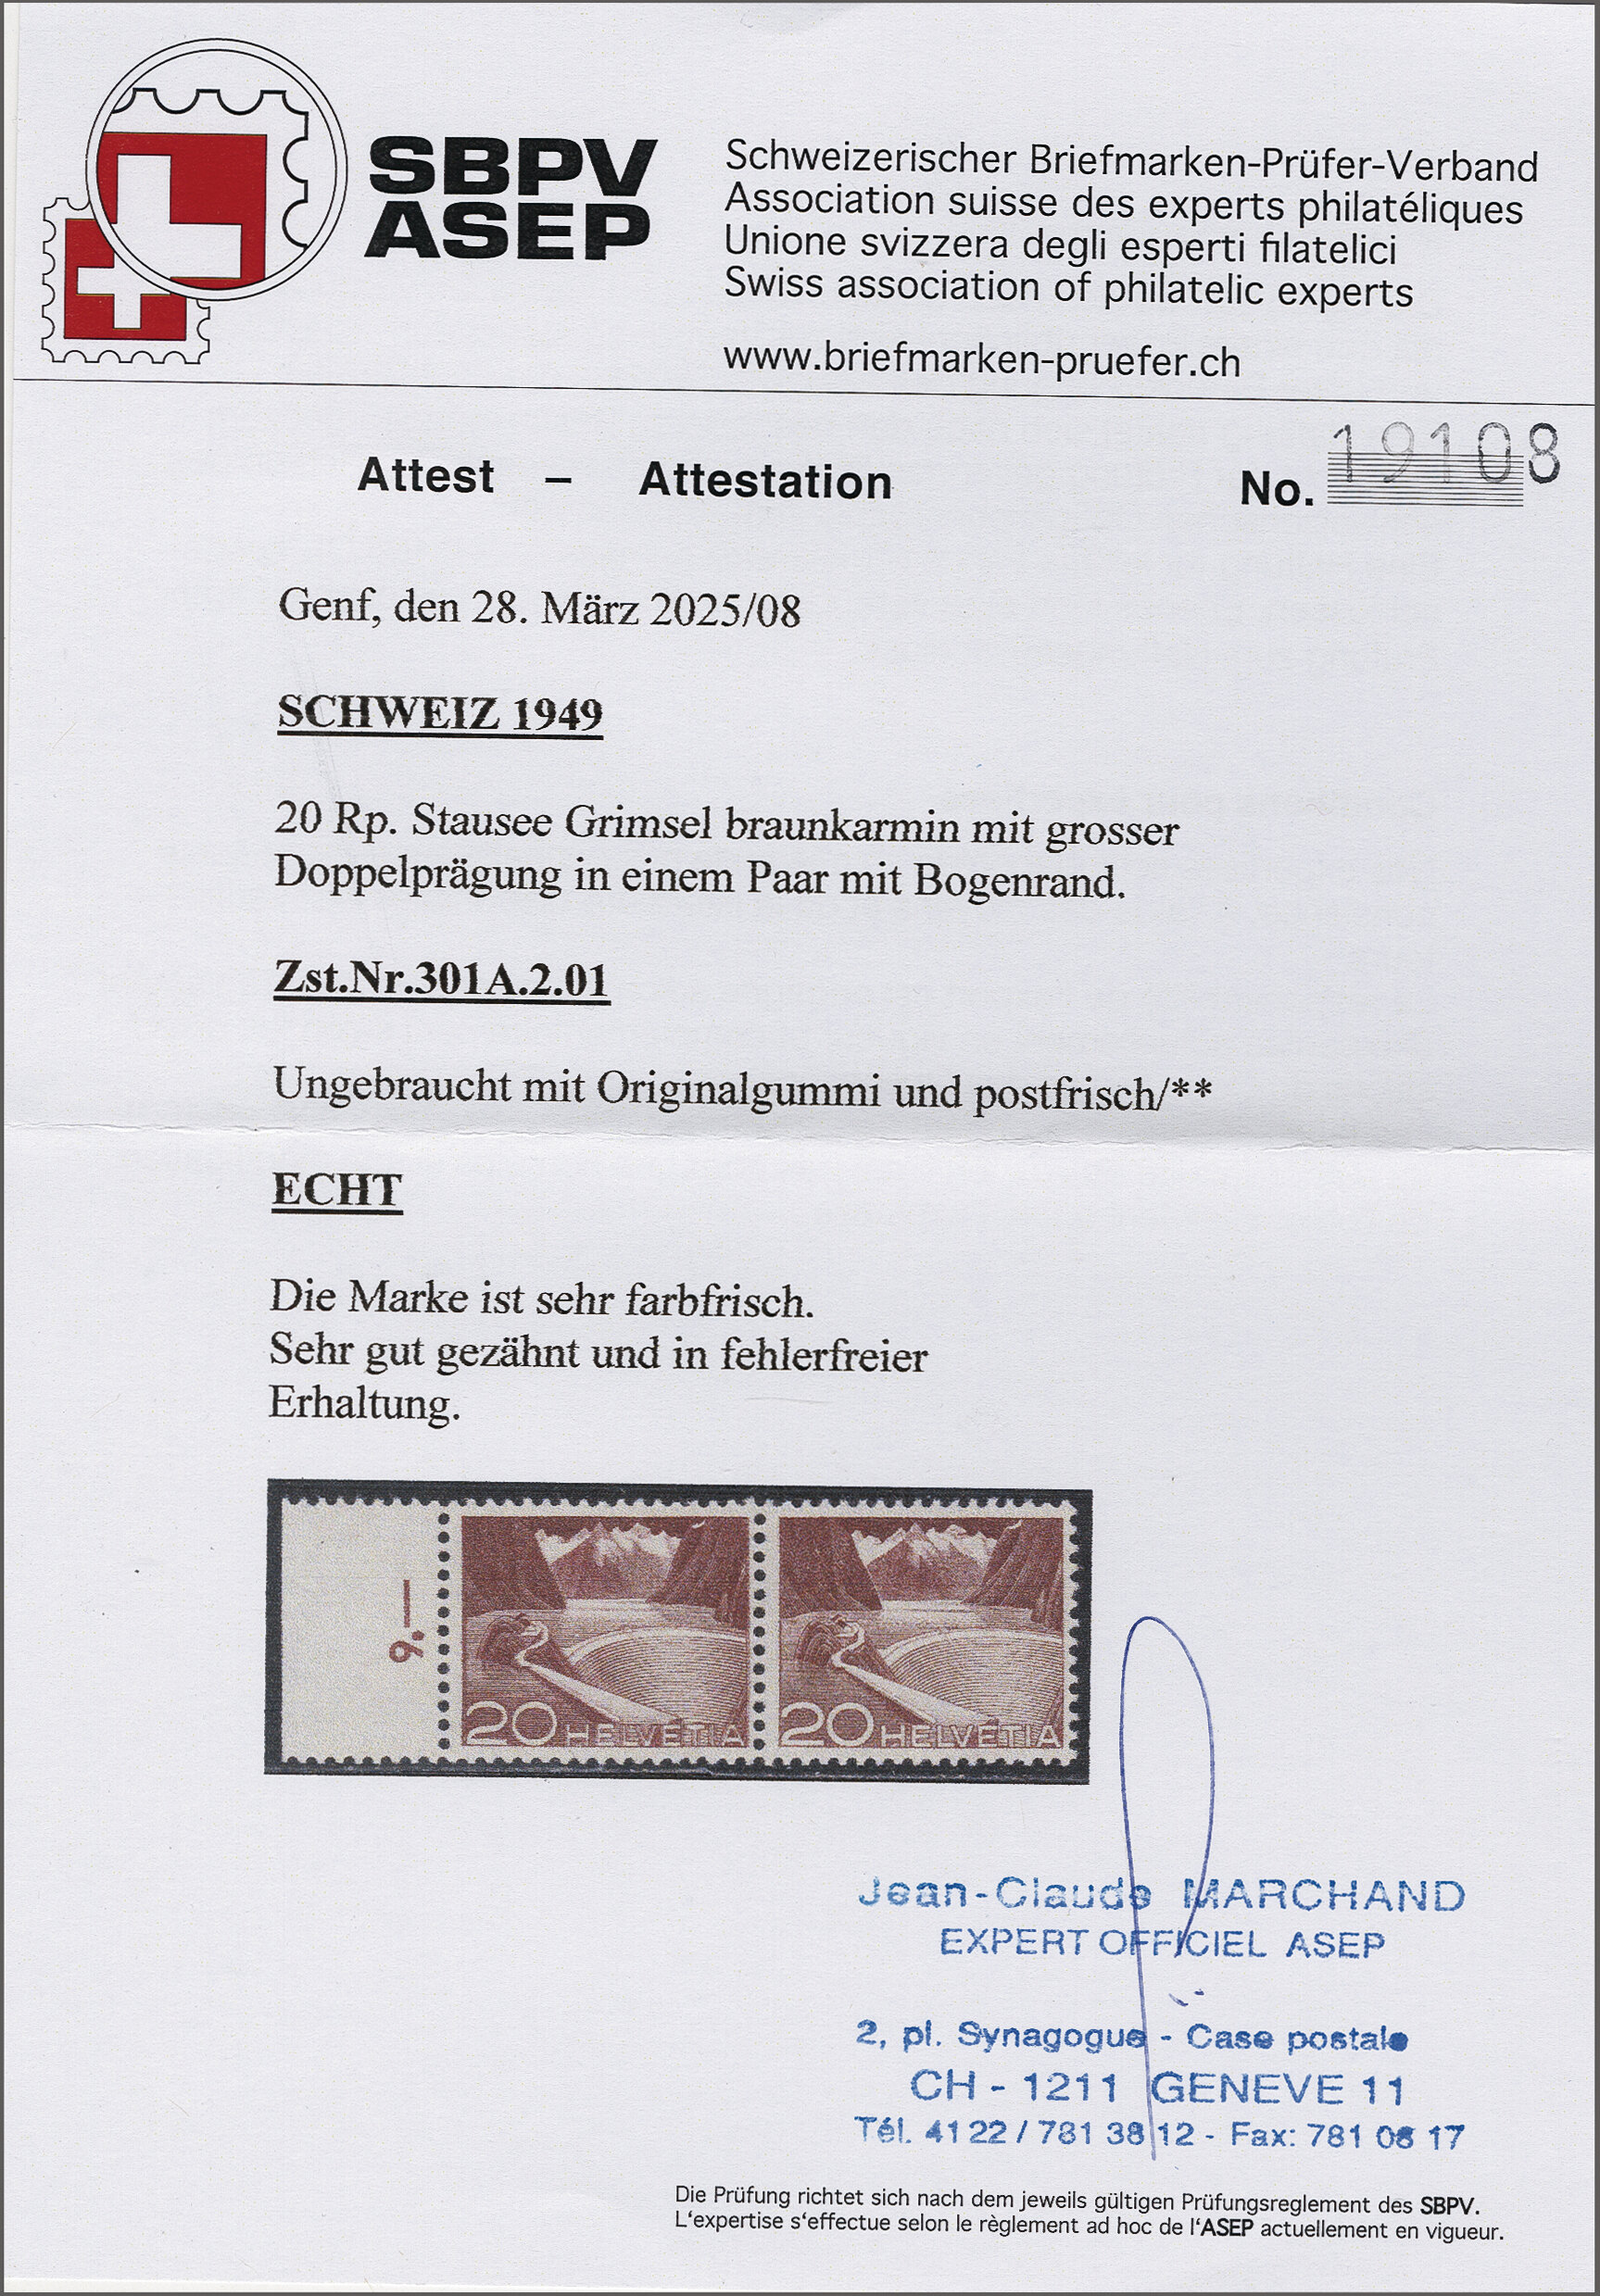 SBPV
ASEP
Schweizerischer Briefmarken-Prüfer-Verband
Association suisse des experts philatéliques
Unione svizzera degli esperti filatelici
Swiss association of philatelic experts
www.briefmarken-pruefer.ch
Attest – Attestation
No. 19108
Genf, den 28. März 2025/08
SCHWEIZ 1949
20 Rp. Stausee Grimsel braunkarmin mit grosser
Doppelprägung in einem Paar mit Bogenrand.
Zst.Nr.301A.2.01
Ungebraucht mit Originalgummi und postfrisch/**
ECHT
Die Marke ist sehr farbfrisch.
Sehr gut gezähnt und in fehlerfreier
Erhaltung.
9.—
20 HELVETIA
20 HELVETIA
Jean-Claude MARCHAND
EXPERT OFFICIEL ASEP
2, pl. Synagogue - Case postale
CH - 1211 GENEVE 11
Tél. 41 22 / 781 38 12 - Fax: 781 06 17
Die Prüfung richtet sich nach dem jeweils gültigen Prüfungsreglement des SBPV.
L'expertise s'effectue selon le règlement ad hoc de l'ASEP actuellement en vigueur.